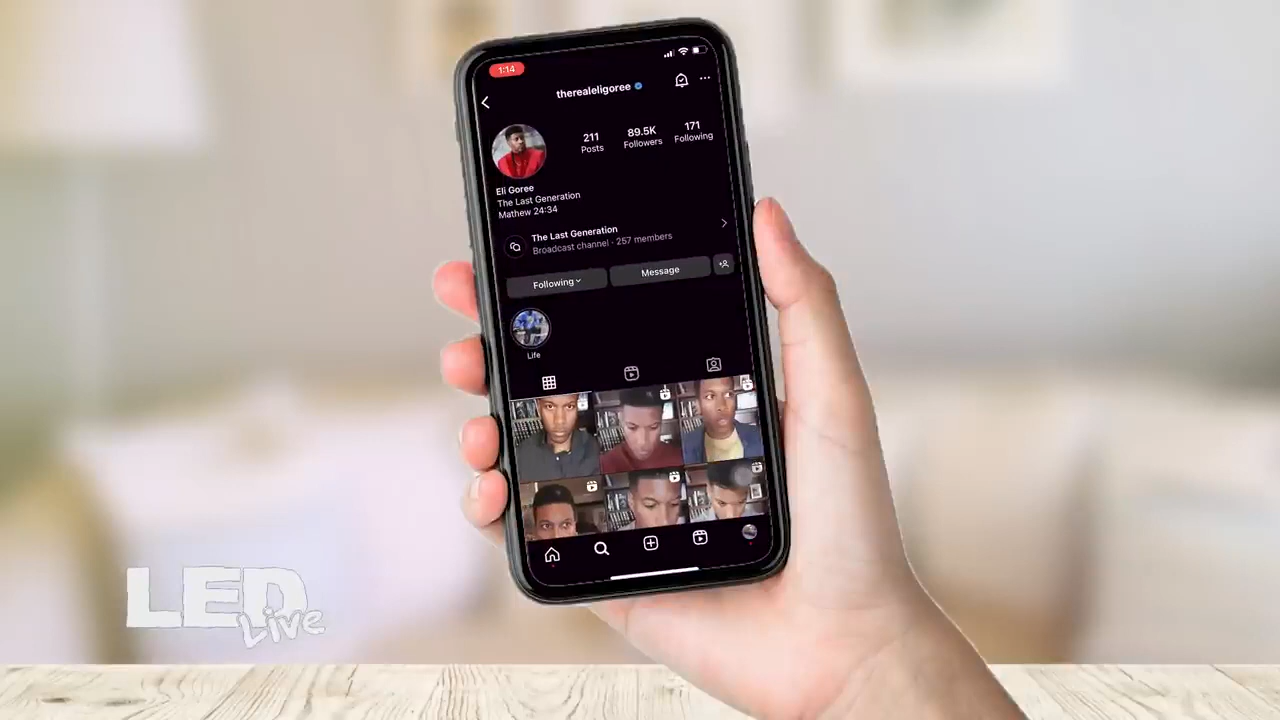 1:14
therealeligoree
211
Posts
89.5K
Followers
171
Following
Eli Goree
The Last Generation
Mathew 24:34
The Last Generation
Broadcast channel · 257 members
Following
Message
Life
LED
Live